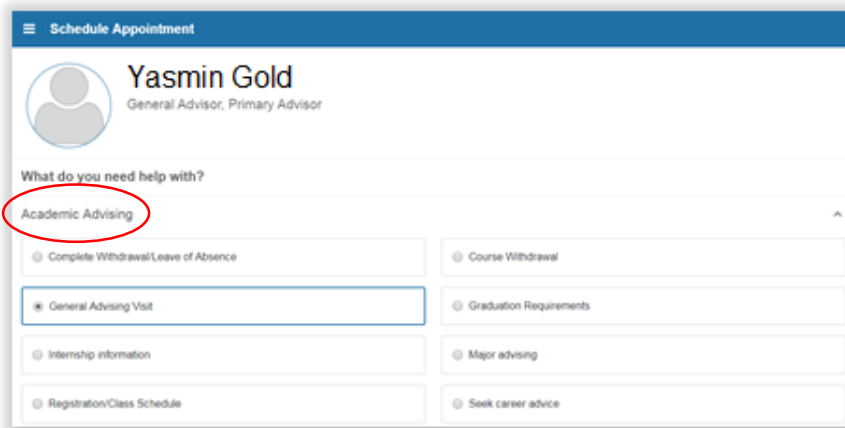 Schedule Appointment
Yasmin Gold
General Advisor, Primary Advisor
What do you need help with?
Academic Advising
Complete Withdrawal/Leave of Absence
Course Withdrawal
General Advising Visit
Graduation Requirements
Internship information
Major advising
Registration/Class Schedule
Seek career advice